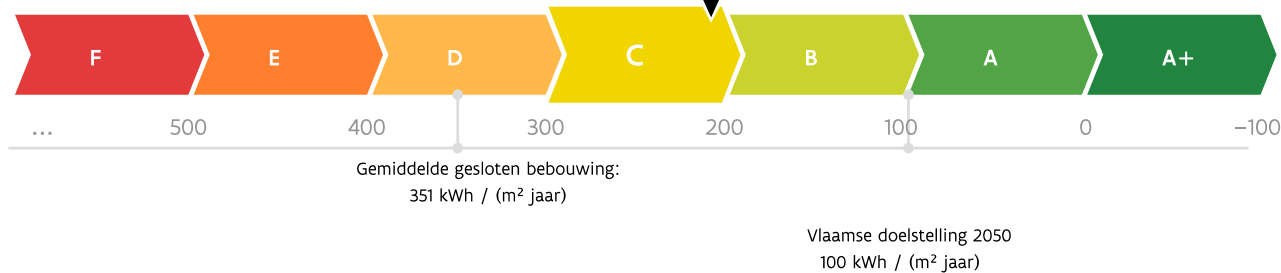 F E D C B A A+
... 500 400 300 200 100 0 –100
Gemiddelde gesloten bebouwing:
351 kWh / (m² jaar)
Vlaamse doelstelling 2050
100 kWh / (m² jaar)